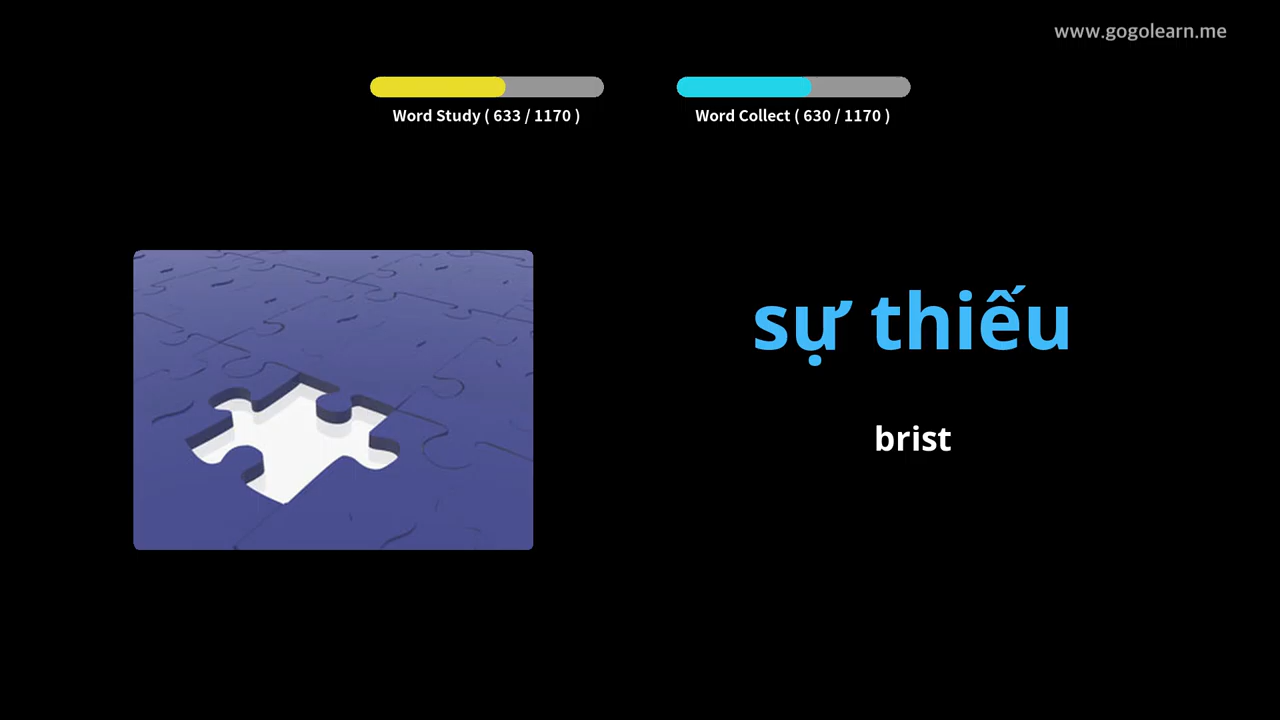 www.gogolearn.me
Word Study ( 633 / 1170 )
Word Collect ( 630 / 1170 )
sự thiếu
brist